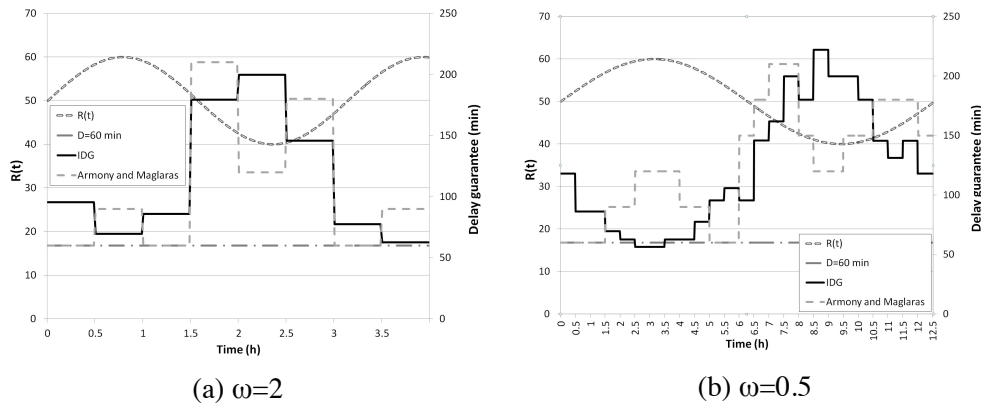 70
60
50
40
30
20
10
0
R(t)
250
200
150
100
50
0
Delay guarantee (min)
R(t)
D=60 min
IDG
Armony and Maglaras
0 0.5 1 1.5 2 2.5 3 3.5
Time (h)
(a) ω=2
70
60
50
40
30
20
10
0
R(t)
250
200
150
100
50
0
Delay guarantee (min)
R(t)
D=60 min
IDG
Armony and Maglaras
0 0.5 1 1.5 2 2.5 3 3.5 4 4.5 5 5.5 6 6.5 7 7.5 8 8.5 9 9.5 10 10.5 11 11.5 12 12.5
Time (h)
(b) ω=0.5